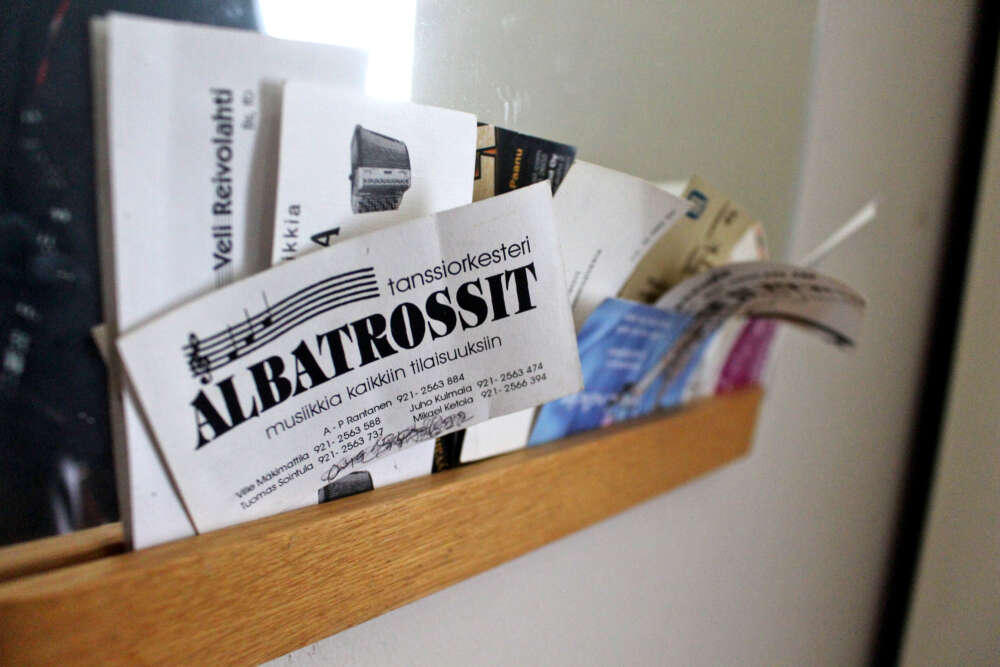 Veli Reivolahti
ikkia
A
Paanu
tanssiorkesteri
ALBATROSSIT
musiikkia kaikkiin tilaisuuksiin
A - P Rantanen 921- 2563 884
Ville Mäkimattila 921- 2563 588
Juho Kulmala 921- 2563 474
Tuomas Sointula 921- 2563 737
Mikael Ketola 921- 2566 394